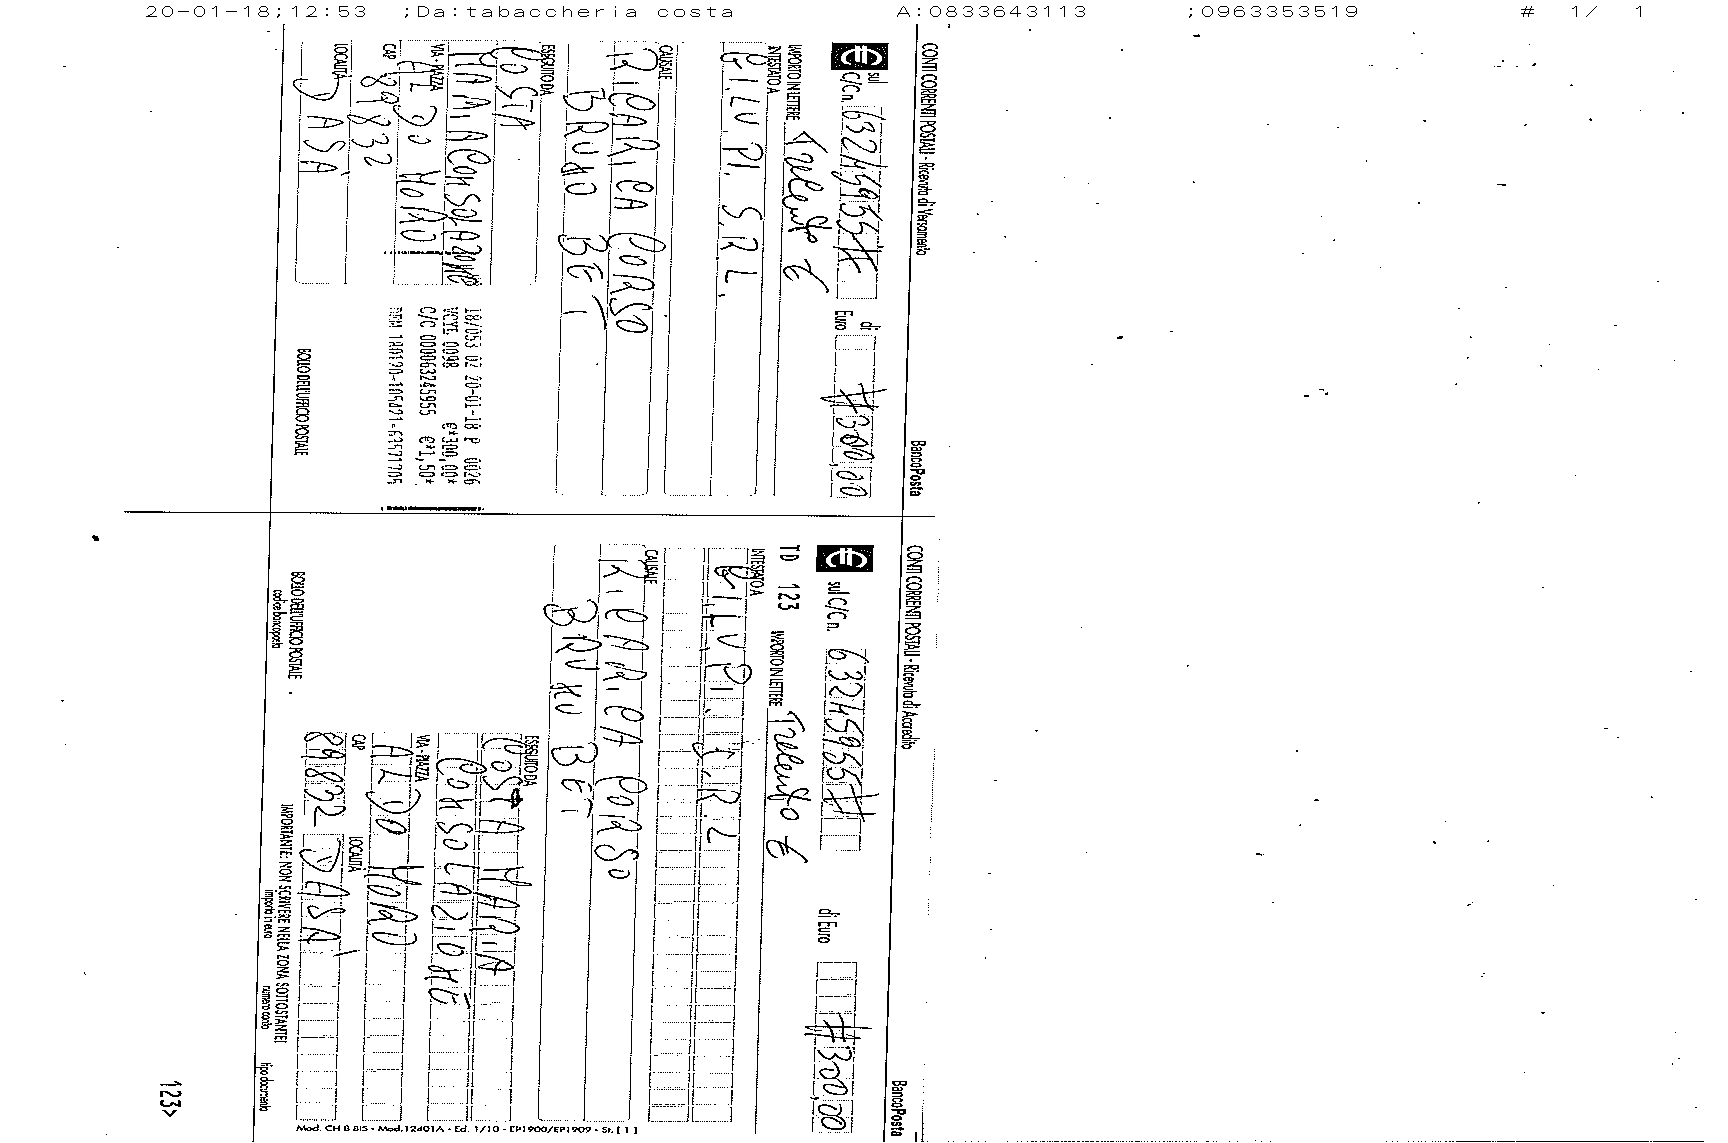 20-01-18;12:53 ;Da:tabaccheria costa A:0833643113 ;0963353519 # 1/ 1
CONTI CORRENTI POSTALI - Ricevuta di Versamento BancoPosta
sul C/C n. 63245955# di Euro #300,00
IMPORTO IN LETTERE Trecento €
INTESTATO A
GI.LU.PI. S.R.L.
CAUSALE
RICARICA CORSO
BRUNO BET
ESEGUITO DA
COSTA
MARIA CONSOLAZIONE
VIA - PIAZZA
ALDO MORO
CAP 89832
LOCALITÀ
DASA'
18/053 02 20-01-18 P 0026
VCYL 0098 €*300,00*
C/C 000063245955 €*1,50*
BOLLO DELL'UFFICIO POSTALE
CONTI CORRENTI POSTALI - Ricevuta di Accredito BancoPosta
sul C/C n. 63245955# di Euro #300,00
TD 123 IMPORTO IN LETTERE Trecento €
INTESTATO A
GI.LU.PI. S.R.L
CAUSALE
RICARICA CORSO
BRUNO BET
ESEGUITO DA
COSTA MARIA
CONSOLAZIONE
VIA - PIAZZA
ALDO MORO
CAP LOCALITÀ
89832 DASA'
BOLLO DELL'UFFICIO POSTALE
codice bancoposta
IMPORTANTE: NON SCRIVERE NELLA ZONA SOTTOSTANTE!
importo in euro numero conto tipo documento
123>
Mod. CH 8 BIS - Mod.12401A - Ed. 1/10 - EP1900/EP1909 - St. [ 1 ]